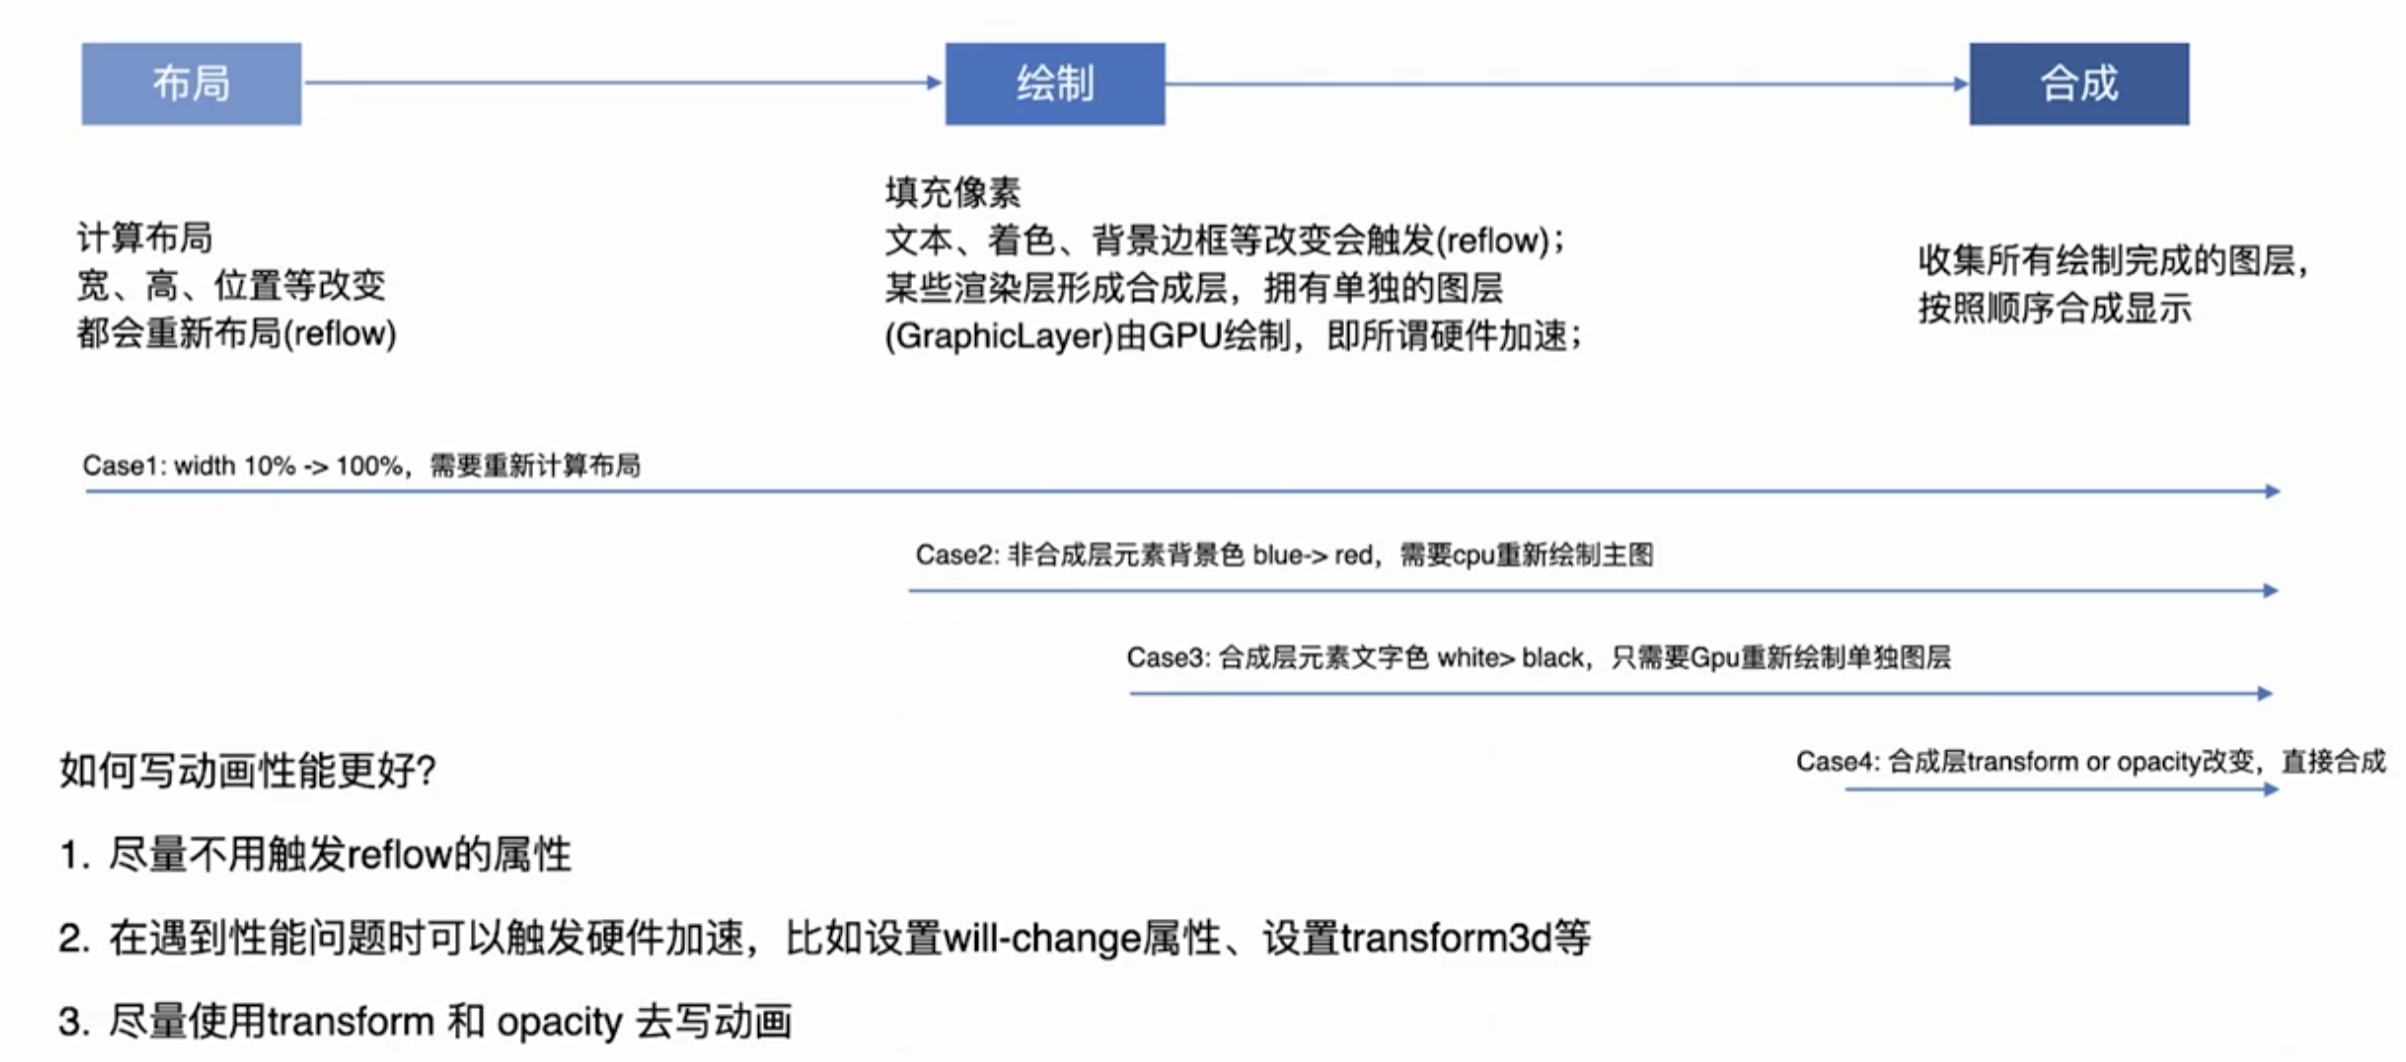 布局
绘制
合成
计算布局
宽、高、位置等改变
都会重新布局(reflow)
填充像素
文本、着色、背景边框等改变会触发(reflow)；
某些渲染层形成合成层，拥有单独的图层
(GraphicLayer)由GPU绘制，即所谓硬件加速；
收集所有绘制完成的图层，
按照顺序合成显示
Case1: width 10% -> 100%，需要重新计算布局
Case2: 非合成层元素背景色 blue-> red，需要cpu重新绘制主图
Case3: 合成层元素文字色 white> black，只需要Gpu重新绘制单独图层
Case4: 合成层transform or opacity改变，直接合成
如何写动画性能更好?
1. 尽量不用触发reflow的属性
2. 在遇到性能问题时可以触发硬件加速，比如设置will-change属性、设置transform3d等
3. 尽量使用transform 和 opacity 去写动画